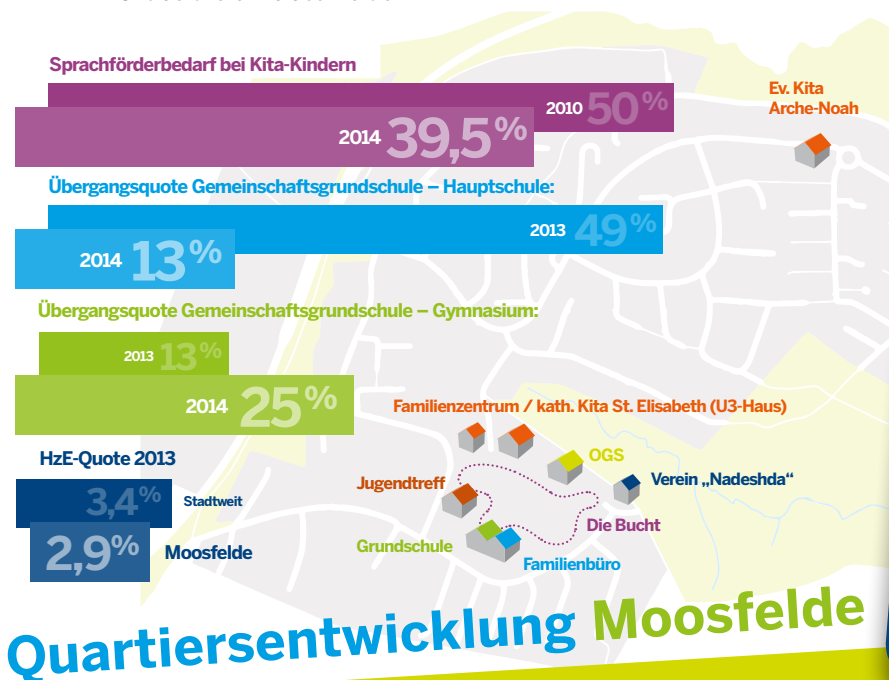 Sprachförderbedarf bei Kita-Kindern
2010 50%
2014 39,5%
Übergangsquote Gemeinschaftsgrundschule – Hauptschule:
2013 49%
2014 13%
Übergangsquote Gemeinschaftsgrundschule – Gymnasium:
2013 13%
2014 25%
HzE-Quote 2013
3,4% Stadtweit
2,9% Moosfelde
Ev. Kita
Arche-Noah
Familienzentrum / kath. Kita St. Elisabeth (U3-Haus)
OGS
Jugendtreff
Verein „Nadeshda“
Die Bucht
Grundschule
Familienbüro
Quartiersentwicklung Moosfelde